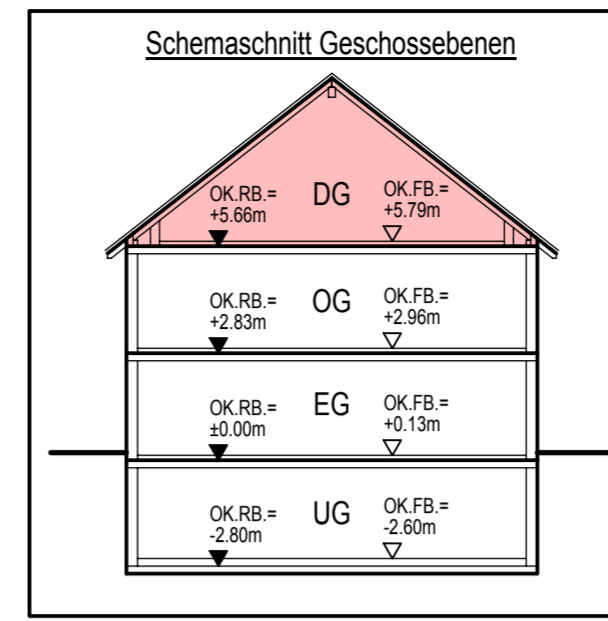 Schemaschnitt Geschossebenen
OK.RB.=
+5.66m
DG
OK.FB.=
+5.79m
OK.RB.=
+2.83m
OG
OK.FB.=
+2.96m
OK.RB.=
±0.00m
EG
OK.FB.=
+0.13m
OK.RB.=
-2.80m
UG
OK.FB.=
-2.60m